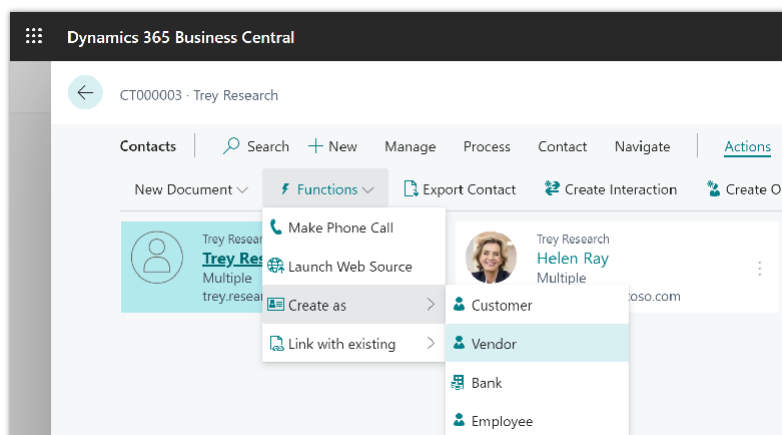 Dynamics 365 Business Central
CT000003 · Trey Research
Contacts Search New Manage Process Contact Navigate Actions
New Document Functions Export Contact Create Interaction Create O
Make Phone Call
Launch Web Source
Create as
Link with existing
Customer
Vendor
Bank
Employee
Trey Resear
Trey Res
Multiple
trey.resear
Trey Research
Helen Ray
Multiple
toso.com